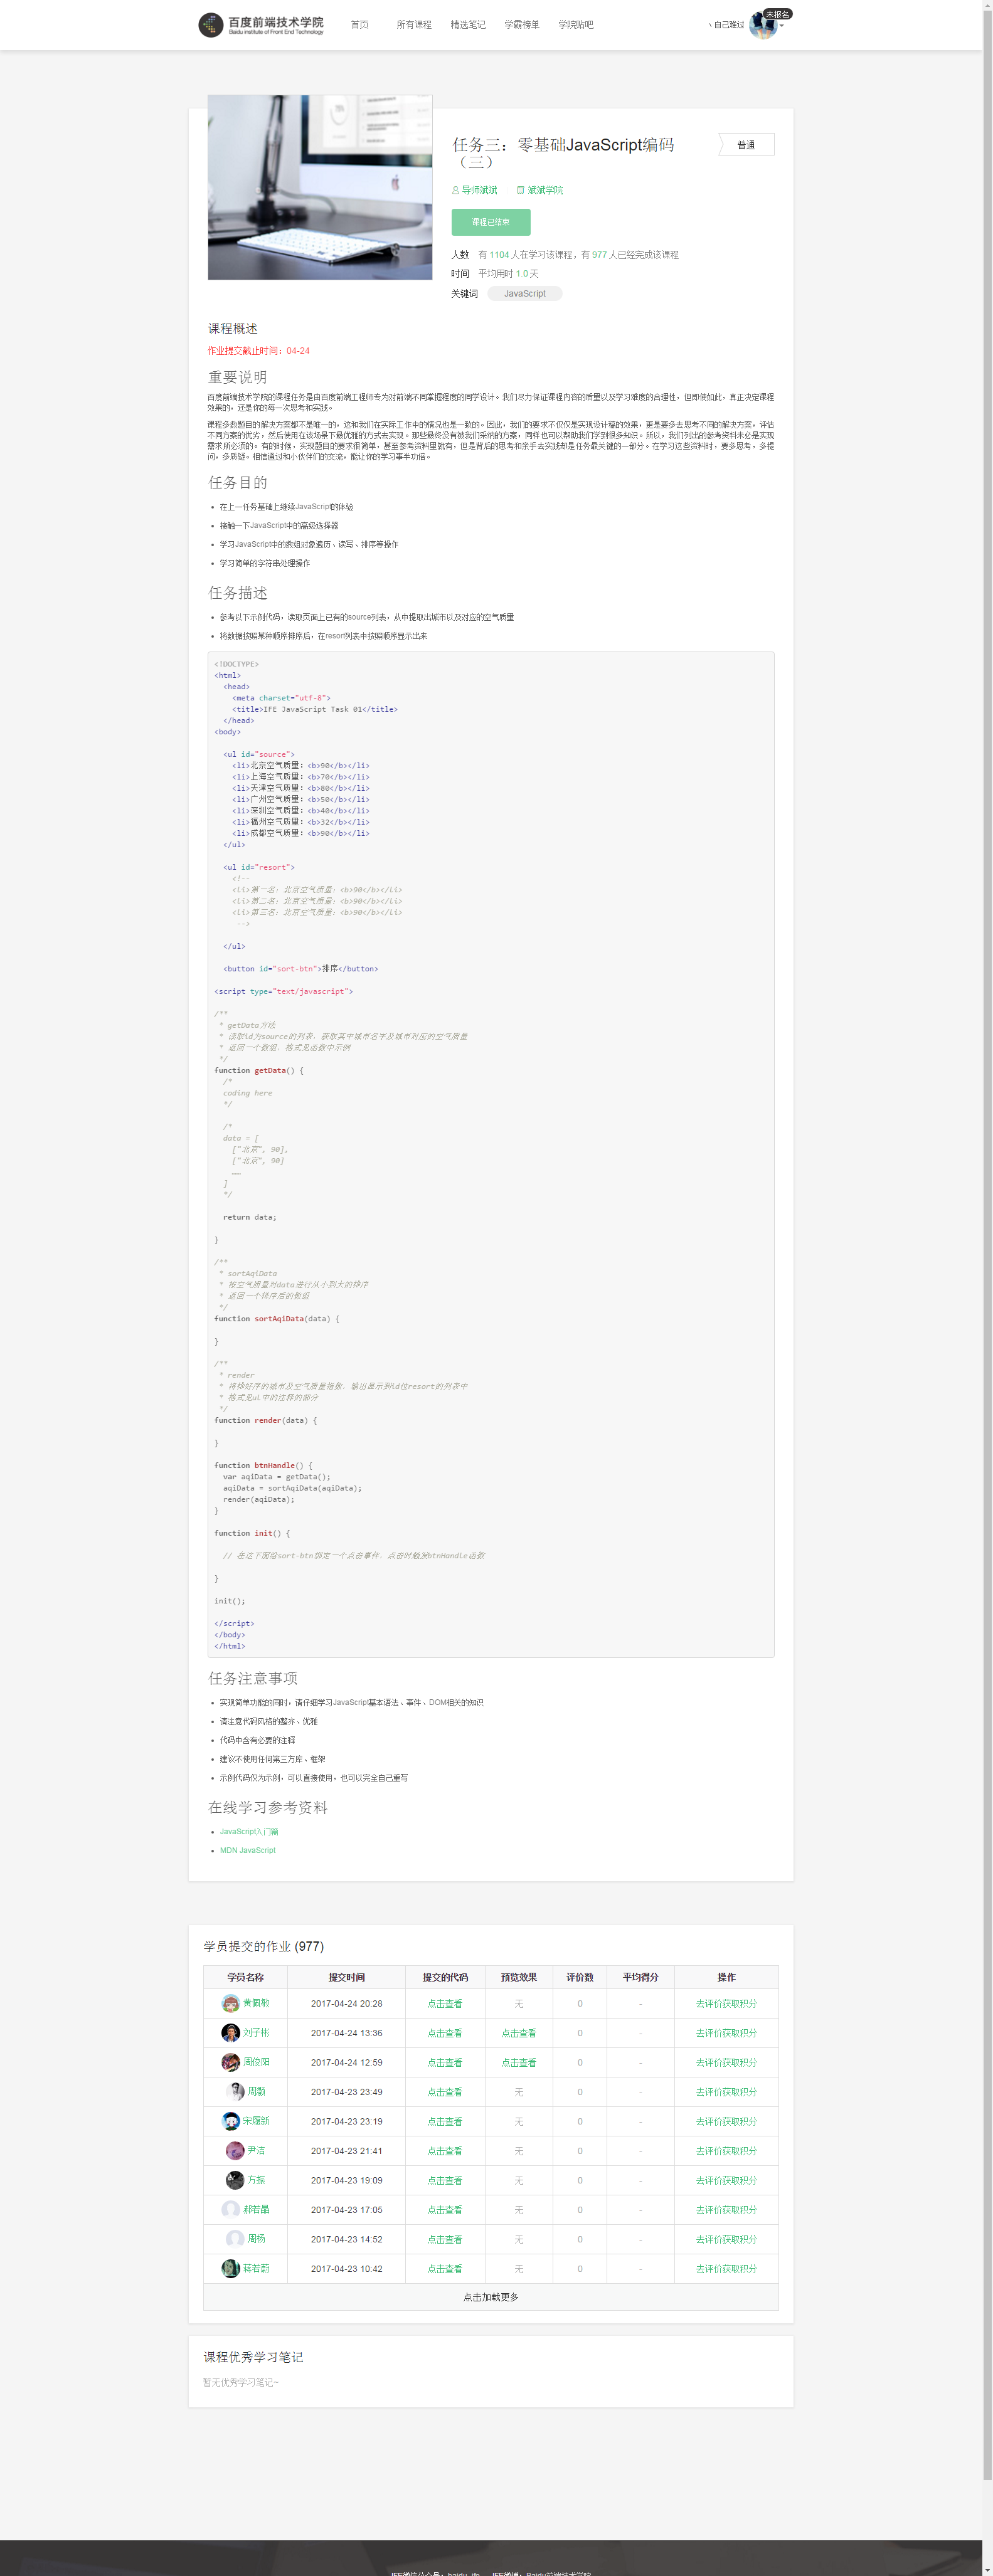 百度前端技术学院
Baidu Institute of Front End Technology
首页
所有课程
精选笔记
学霸榜单
学院贴吧
丶自己难过
未报名
任务三：零基础JavaScript编码
（三）
普通
导师斌斌
斌斌学院
课程已结束
人数 有 1104 人在学习该课程，有 977 人已经完成该课程
时间 平均用时 1.0 天
关键词 JavaScript
课程概述
作业提交截止时间：04-24
重要说明
百度前端技术学院的课程任务是由百度前端工程师专为对前端不同掌握程度的同学设计。我们尽力保证课程内容的质量以及学习难度的合理性，但即使如此，真正决定课程
效果的，还是你的每一次思考和实践。
课程多数题目的解决方案都不是唯一的，这和我们在实际工作中的情况也是一致的。因此，我们的要求不仅仅是实现设计稿的效果，更是要多去思考不同的解决方案，评估
不同方案的优劣，然后使用在该场景下最优雅的方式去实现。那些最终没有被我们采纳的方案，同样也可以帮助我们学到很多知识。所以，我们列出的参考资料未必是实现
需求所必须的。有的时候，实现题目的要求很简单，甚至参考资料里就有，但是背后的思考和亲手去实践却是任务最关键的一部分。在学习这些资料时，要多思考，多提
问，多质疑。相信通过和小伙伴们的交流，能让你的学习事半功倍。
任务目的
• 在上一任务基础上继续JavaScript的体验
• 接触一下JavaScript中的高级选择器
• 学习JavaScript中的数组对象遍历、读写、排序等操作
• 学习简单的字符串处理操作
任务描述
• 参考以下示例代码，读取页面上已有的source列表，从中提取出城市以及对应的空气质量
• 将数据按照某种顺序排序后，在resort列表中按照顺序显示出来
<!DOCTYPE>
<html>
<head>
<meta charset="utf-8">
<title>IFE JavaScript Task 01</title>
</head>
<body>
<ul id="source">
<li>北京空气质量：<b>90</b></li>
<li>上海空气质量：<b>70</b></li>
<li>天津空气质量：<b>80</b></li>
<li>广州空气质量：<b>50</b></li>
<li>深圳空气质量：<b>40</b></li>
<li>福州空气质量：<b>32</b></li>
<li>成都空气质量：<b>90</b></li>
</ul>
<ul id="resort">
<!--
<li>第一名：北京空气质量：<b>90</b></li>
<li>第二名：北京空气质量：<b>90</b></li>
<li>第三名：北京空气质量：<b>90</b></li>
-->
</ul>
<button id="sort-btn">排序</button>
<script type="text/javascript">
/**
* getData方法
* 读取id为source的列表，获取其中城市名字及城市对应的空气质量
* 返回一个数组，格式见函数中示例
*/
function getData() {
/*
coding here
*/
/*
data = [
["北京", 90],
["北京", 90]
……
]
*/
return data;
}
/**
* sortAqiData
* 按空气质量对data进行从小到大的排序
* 返回一个排序后的数组
*/
function sortAqiData(data) {
}
/**
* render
* 将排好序的城市及空气质量指数，输出显示到id位resort的列表中
* 格式见ul中的注释的部分
*/
function render(data) {
}
function btnHandle() {
var aqiData = getData();
aqiData = sortAqiData(aqiData);
render(aqiData);
}
function init() {
// 在这下面给sort-btn绑定一个点击事件，点击时触发btnHandle函数
}
init();
</script>
</body>
</html>
任务注意事项
• 实现简单功能的同时，请仔细学习JavaScript基本语法、事件、DOM相关的知识
• 请注意代码风格的整齐、优雅
• 代码中含有必要的注释
• 建议不使用任何第三方库、框架
• 示例代码仅为示例，可以直接使用，也可以完全自己重写
在线学习参考资料
• JavaScript入门篇
• MDN JavaScript
学员提交的作业 (977)
学员名称 提交时间 提交的代码 预览效果 评价数 平均得分 操作
黄佩敏 2017-04-24 20:28 点击查看 无 0 - 去评价获取积分
刘子彬 2017-04-24 13:36 点击查看 点击查看 0 - 去评价获取积分
周俊阳 2017-04-24 12:59 点击查看 点击查看 0 - 去评价获取积分
周灏 2017-04-23 23:49 点击查看 无 0 - 去评价获取积分
宋履新 2017-04-23 23:19 点击查看 无 0 - 去评价获取积分
尹洁 2017-04-23 21:41 点击查看 无 0 - 去评价获取积分
方振 2017-04-23 19:09 点击查看 无 0 - 去评价获取积分
郝若晶 2017-04-23 17:05 点击查看 无 0 - 去评价获取积分
周杨 2017-04-23 14:52 点击查看 无 0 - 去评价获取积分
蒋若蔚 2017-04-23 10:42 点击查看 无 0 - 去评价获取积分
点击加载更多
课程优秀学习笔记
暂无优秀学习笔记~
IFE微信公众号：baidu_ife IFE微博：Baidu前端技术学院